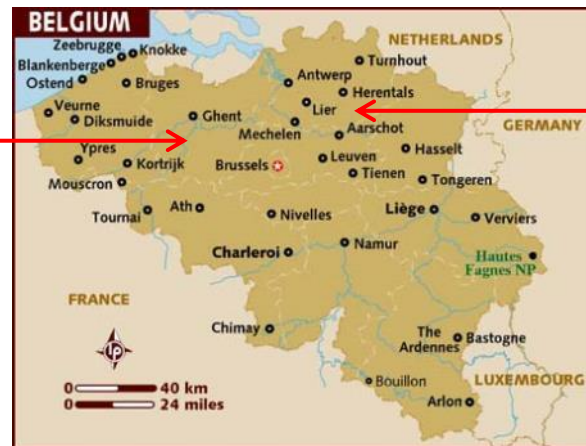 BELGIUM
Zeebrugge
Knokke
Blankenberge
NETHERLANDS
Turnhout
Ostend
Bruges
Antwerp
Herentals
Veurne
Ghent
Lier
Diksmuide
Mechelen
Aarschot
GERMANY
Ypres
Kortrijk
Brussels
Leuven
Hasselt
Tienen
Mouscron
Tongeren
Tournai
Ath
Nivelles
Liège
Verviers
Charleroi
Namur
Hautes
Fagnes NP
FRANCE
Chimay
The
Ardennes
Bastogne
lp
0 40 km
0 24 miles
Bouillon
LUXEMBOURG
Arlon